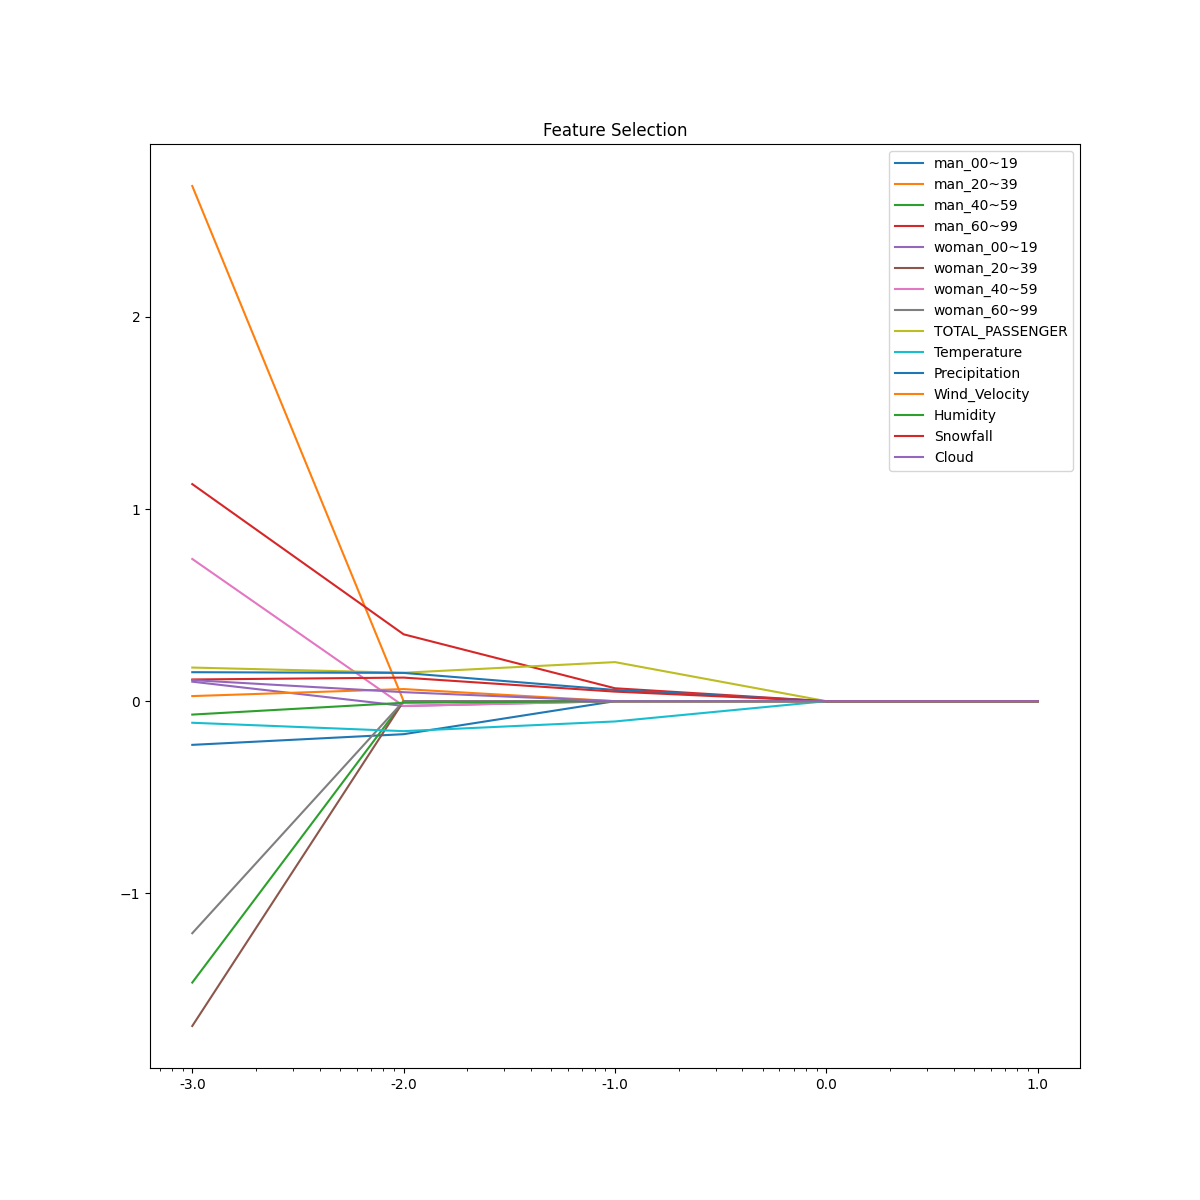 Feature Selection
man_00~19
man_20~39
man_40~59
man_60~99
woman_00~19
woman_20~39
woman_40~59
woman_60~99
TOTAL_PASSENGER
Temperature
Precipitation
Wind_Velocity
Humidity
Snowfall
Cloud
2
1
0
−1
-3.0 -2.0 -1.0 0.0 1.0